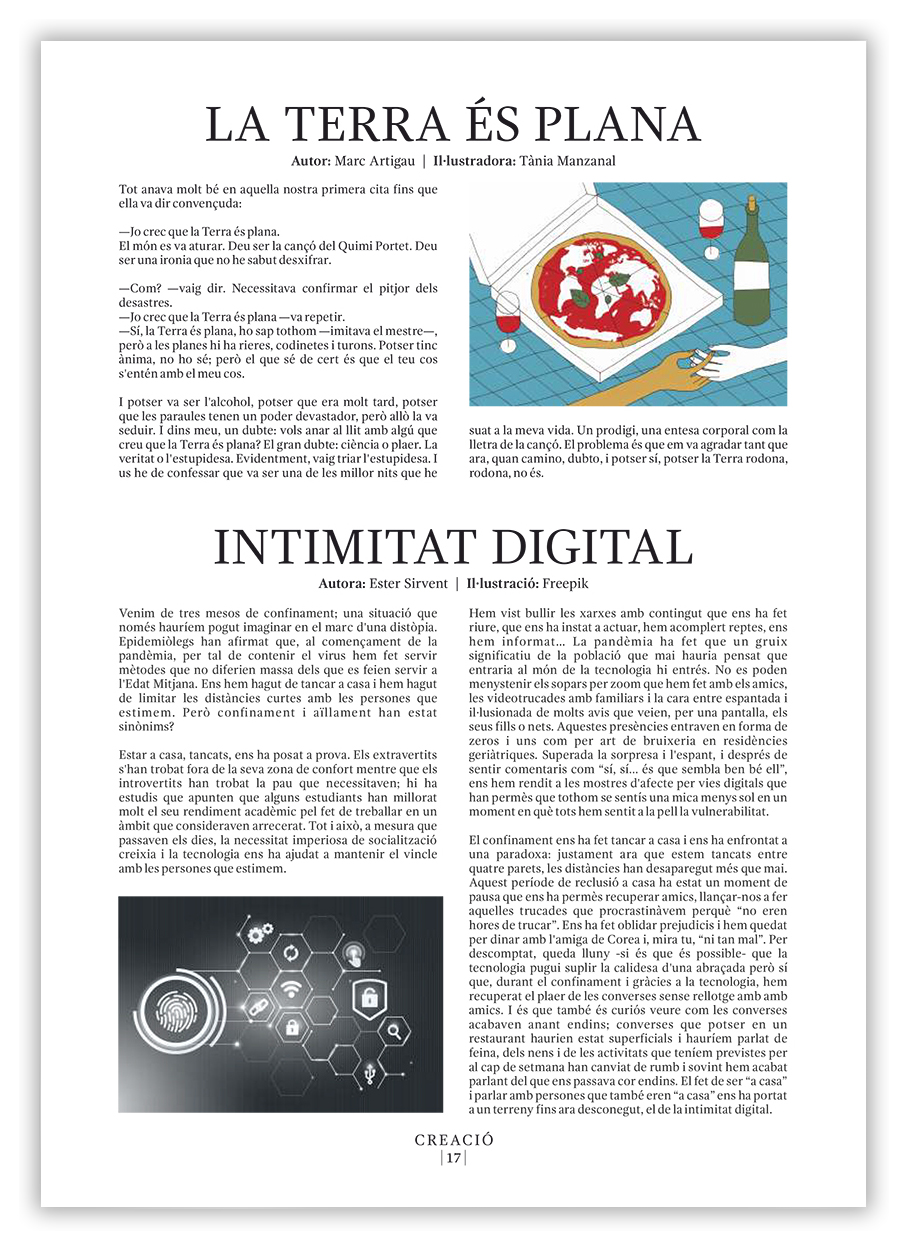 LA TERRA ÉS PLANA
Autor: Marc Artigau | Il·lustradora: Tània Manzanal
Tot anava molt bé en aquella nostra primera cita fins que
ella va dir convençuda:
—Jo crec que la Terra és plana.
El món es va aturar. Deu ser la cançó del Quimi Portet. Deu
ser una ironia que no he sabut desxifrar.
—Com? —vaig dir. Necessitava confirmar el pitjor dels
desastres.
—Jo crec que la Terra és plana —va repetir.
—Sí, la Terra és plana, ho sap tothom —imitava el mestre—,
però a les planes hi ha rieres, codinetes i turons. Potser tinc
ànima, no ho sé; però el que sé de cert és que el teu cos
s'entén amb el meu cos.
I potser va ser l'alcohol, potser que era molt tard, potser
que les paraules tenen un poder devastador, però allò la va
seduir. I dins meu, un dubte: vols anar al llit amb algú que
creu que la Terra és plana? El gran dubte: ciència o plaer. La
veritat o l'estupidesa. Evidentment, vaig triar l'estupidesa. I
us he de confessar que va ser una de les millor nits que he
suat a la meva vida. Un prodigi, una entesa corporal com la
lletra de la cançó. El problema és que em va agradar tant que
ara, quan camino, dubto, i potser sí, potser la Terra rodona,
rodona, no és.
INTIMITAT DIGITAL
Autora: Ester Sirvent | Il·lustració: Freepik
Venim de tres mesos de confinament; una situació que
només hauríem pogut imaginar en el marc d'una distòpia.
Epidemiòlegs han afirmat que, al començament de la
pandèmia, per tal de contenir el virus hem fet servir
mètodes que no diferien massa dels que es feien servir a
l'Edat Mitjana. Ens hem hagut de tancar a casa i hem hagut
de limitar les distàncies curtes amb les persones que
estimem. Però confinament i aïllament han estat
sinònims?
Estar a casa, tancats, ens ha posat a prova. Els extravertits
s'han trobat fora de la seva zona de confort mentre que els
introvertits han trobat la pau que necessitaven; hi ha
estudis que apunten que alguns estudiants han millorat
molt el seu rendiment acadèmic pel fet de treballar en un
àmbit que consideraven arrecerat. Tot i això, a mesura que
passaven els dies, la necessitat imperiosa de socialització
creixia i la tecnologia ens ha ajudat a mantenir el vincle
amb les persones que estimem.
Hem vist bullir les xarxes amb contingut que ens ha fet
riure, que ens ha instat a actuar, hem acomplert reptes, ens
hem informat... La pandèmia ha fet que un gruix
significatiu de la població que mai hauria pensat que
entraria al món de la tecnologia hi entrés. No es poden
menystenir els sopars per zoom que hem fet amb els amics,
les videotrucades amb familiars i la cara entre espantada i
il·lusionada de molts avis que veien, per una pantalla, els
seus fills o nets. Aquestes presències entraven en forma de
zeros i uns com per art de bruixeria en residències
geriàtriques. Superada la sorpresa i l'espant, i després de
sentir comentaris com “sí, sí... és que sembla ben bé ell”,
ens hem rendit a les mostres d'afecte per vies digitals que
han permès que tothom se sentís una mica menys sol en un
moment en què tots hem sentit a la pell la vulnerabilitat.
El confinament ens ha fet tancar a casa i ens ha enfrontat a
una paradoxa: justament ara que estem tancats entre
quatre parets, les distàncies han desaparegut més que mai.
Aquest període de reclusió a casa ha estat un moment de
pausa que ens ha permès recuperar amics, llançar-nos a fer
aquelles trucades que procrastinàvem perquè “no eren
hores de trucar”. Ens ha fet oblidar prejudicis i hem quedat
per dinar amb l'amiga de Corea i, mira tu, “ni tan mal”. Per
descomptat, queda lluny -si és que és possible- que la
tecnologia pugui suplir la calidesa d'una abraçada però sí
que, durant el confinament i gràcies a la tecnologia, hem
recuperat el plaer de les converses sense rellotge amb amb
amics. I és que també és curiós veure com les converses
acabaven anant endins; converses que potser en un
restaurant haurien estat superficials i hauríem parlat de
feina, dels nens i de les activitats que teníem previstes per
al cap de setmana han canviat de rumb i sovint hem acabat
parlant del que ens passava cor endins. El fet de ser “a casa”
i parlar amb persones que també eren “a casa” ens ha portat
a un terreny fins ara desconegut, el de la intimitat digital.
CREACIÓ
|17|